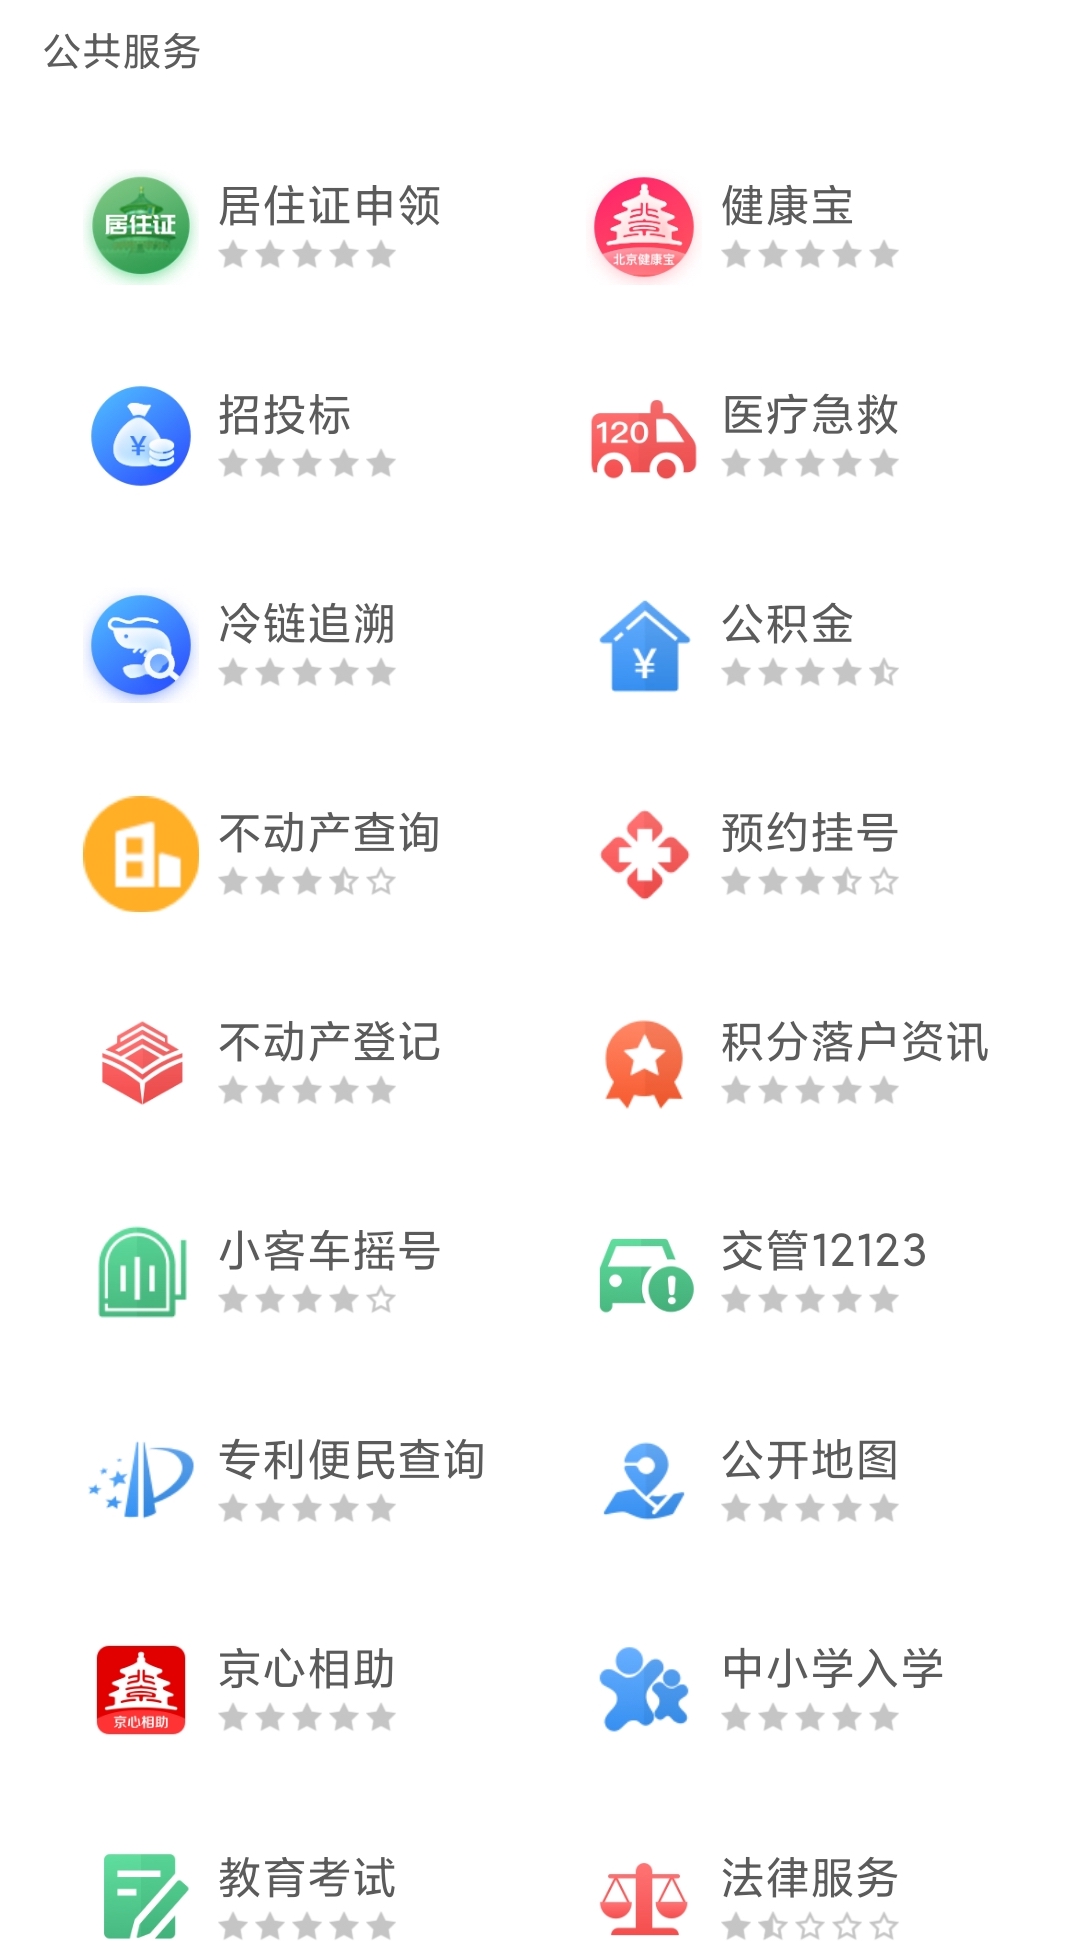 公共服务
居住证
居住证申领
北京健康宝
健康宝
¥
招投标
120
医疗急救
冷链追溯
¥
公积金
不动产查询
预约挂号
不动产登记
积分落户资讯
小客车摇号
交管12123
专利便民查询
公开地图
京心相助
京心相助
中小学入学
教育考试
法律服务